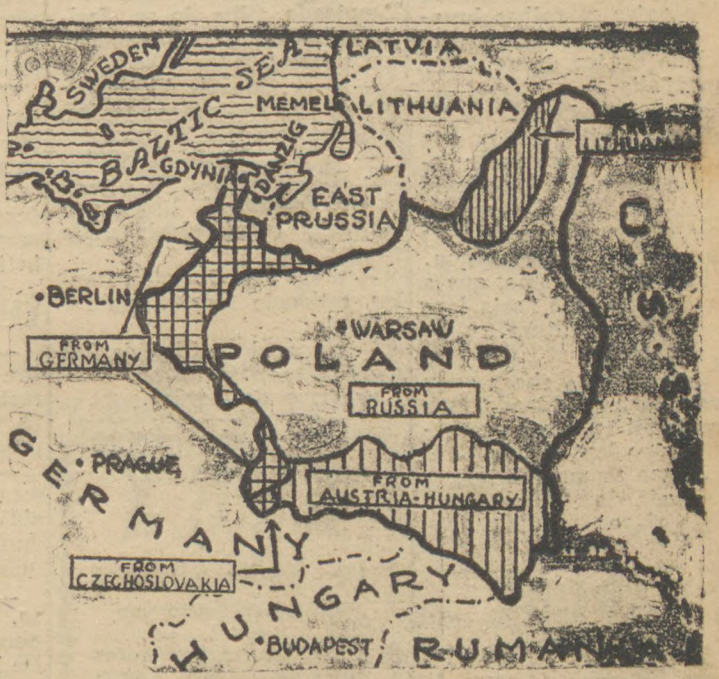 SWEDEN
BALTIC SEA
LATVIA
MEMEL
LITHUANIA
LITHUANIA
GDYNIA
DANZIG
EAST
PRUSSIA
U.S.S.
BERLIN
WARSAW
FROM
GERMANY
POLAND
FROM
RUSSIA
GERMANY
PRAGUE
FROM
AUSTRIA-HUNGARY
FROM
CZECHOSLOVAKIA
HUNGARY
BUDAPEST
RUMANIA